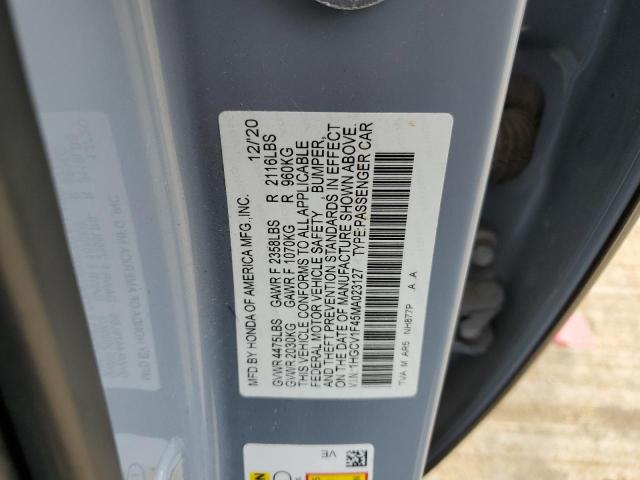 MFD.BY HONDA OF AMERICA MFG.,INC. 12/'20
GVWR 4475LBS GAWR F 2358LBS R 2116LBS
GVWR 2030KG GAWR F 1070KG R 960KG
THIS VEHICLE CONFORMS TO ALL APPLICABLE
FEDERAL MOTOR VEHICLE SAFETY , BUMPER,
AND THEFT PREVENTION STANDARDS IN EFFECT
ON THE DATE OF MANUFACTURE SHOWN ABOVE.
V.I.N.:1HGCV1F45MA023127 TYPE:PASSENGER CAR
TVA M AR5 NH877P A A
VE